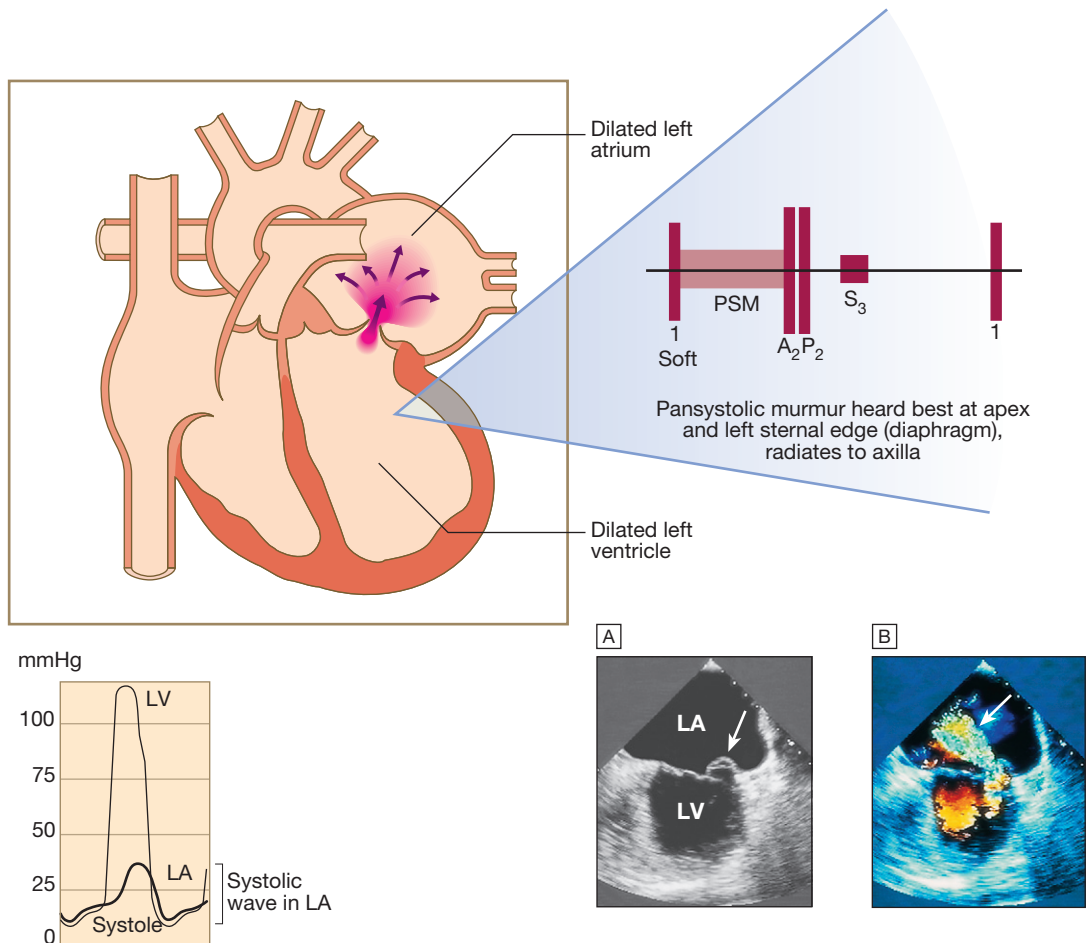 Dilated left
atrium
1
Soft
PSM
A2 P2
S3
1
Pansystolic murmur heard best at apex
and left sternal edge (diaphragm),
radiates to axilla
Dilated left
ventricle
mmHg
100
75
50
25
0
LV
LA
Systole
Systolic
wave in LA
A
LA
LV
B